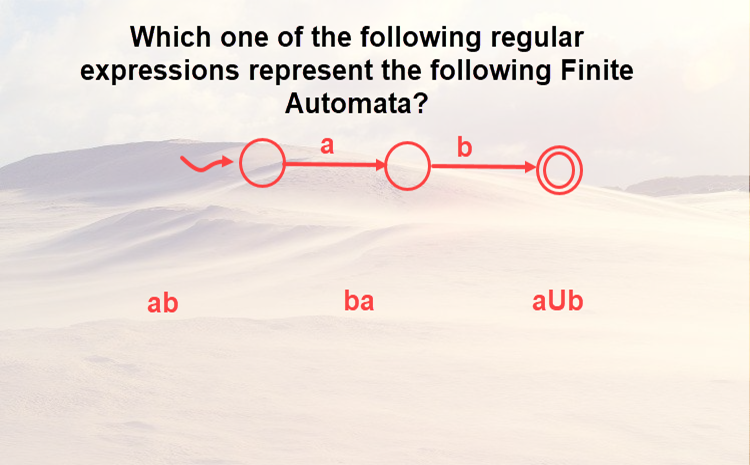 Which one of the following regular
expressions represent the following Finite
Automata?
a b
ab ba aUb